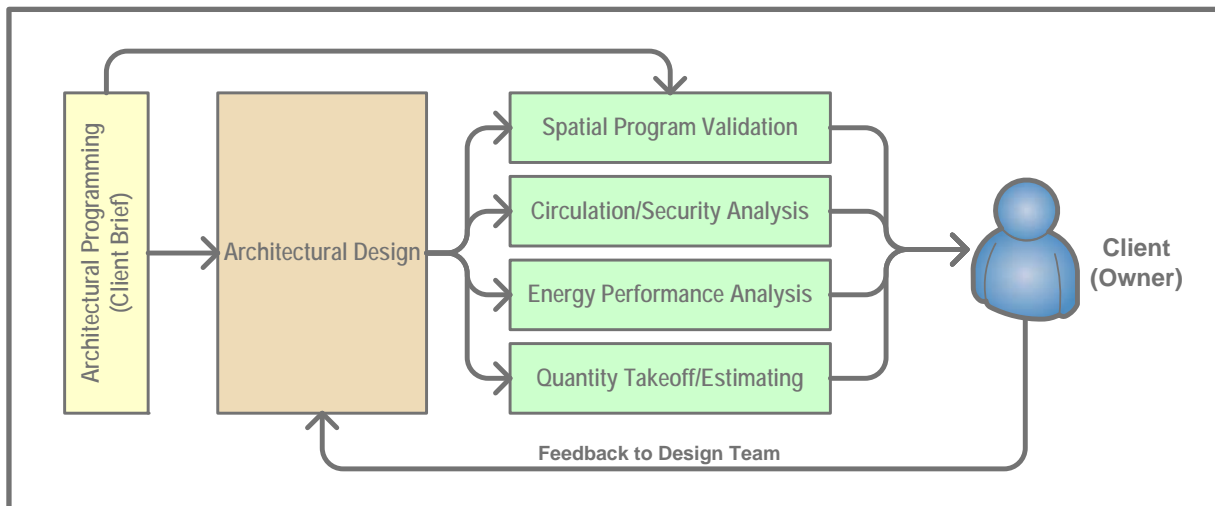 Architectural Programming
(Client Brief)
Architectural Design
Spatial Program Validation
Circulation/Security Analysis
Energy Performance Analysis
Quantity Takeoff/Estimating
Client
(Owner)
Feedback to Design Team